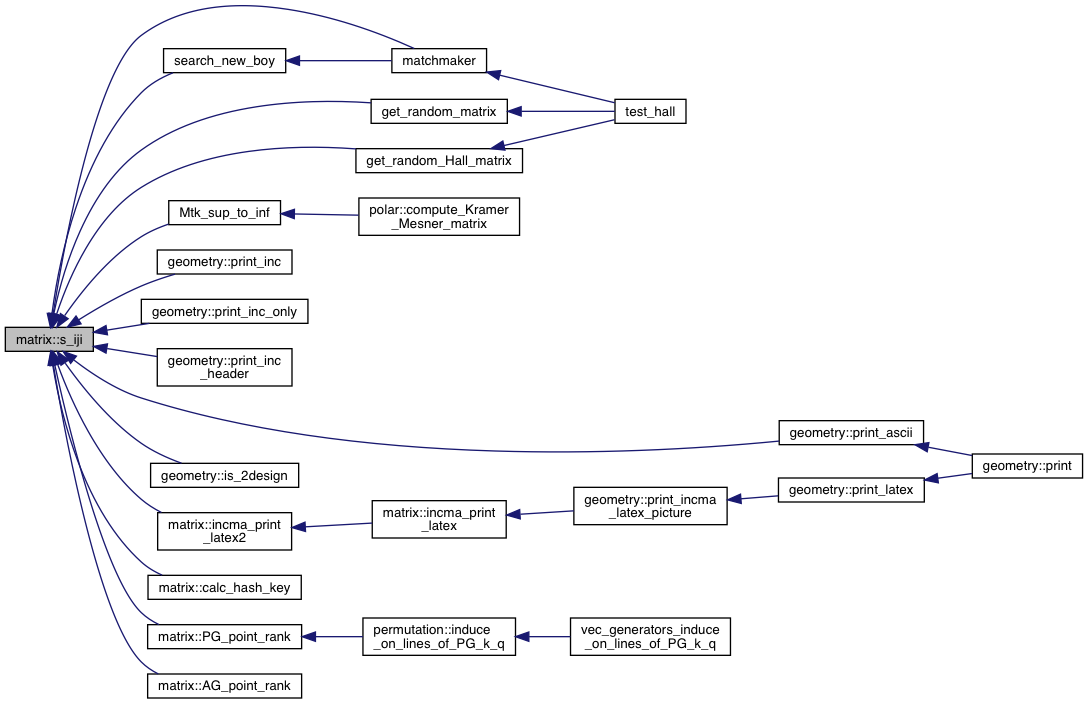 search_new_boy
matchmaker
get_random_matrix
test_hall
get_random_Hall_matrix
Mtk_sup_to_inf
polar::compute_Kramer
_Mesner_matrix
geometry::print_inc
geometry::print_inc_only
matrix::s_iji
geometry::print_inc
_header
geometry::print_ascii
geometry::print
geometry::is_2design
geometry::print_latex
geometry::print_incma
_latex_picture
matrix::incma_print
_latex
matrix::incma_print
_latex2
matrix::calc_hash_key
matrix::PG_point_rank
permutation::induce
_on_lines_of_PG_k_q
vec_generators_induce
_on_lines_of_PG_k_q
matrix::AG_point_rank